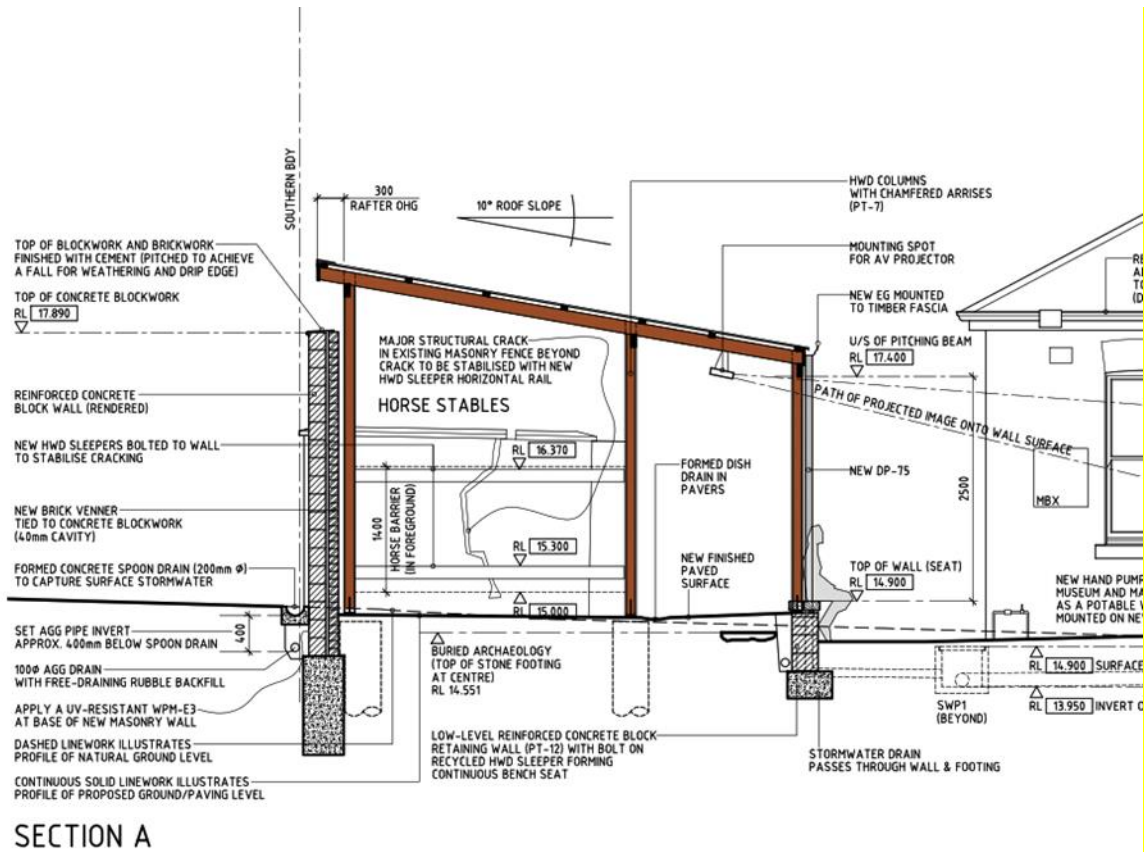 SOUTHERN BDY
300
RAFTER OHG
10° ROOF SLOPE
TOP OF BLOCKWORK AND BRICKWORK
FINISHED WITH CEMENT (PITCHED TO ACHIEVE
A FALL FOR WEATHERING AND DRIP EDGE)
TOP OF CONCRETE BLOCKWORK
RL 17.890
REINFORCED CONCRETE
BLOCK WALL (RENDERED)
NEW HWD SLEEPERS BOLTED TO WALL
TO STABILISE CRACKING
NEW BRICK VENNER
TIED TO CONCRETE BLOCKWORK
(40mm CAVITY)
FORMED CONCRETE SPOON DRAIN (200mm Ø)
TO CAPTURE SURFACE STORMWATER
SET AGG PIPE INVERT
APPROX. 400mm BELOW SPOON DRAIN
400
100Ø AGG DRAIN
WITH FREE-DRAINING RUBBLE BACKFILL
APPLY A UV-RESISTANT WPM-E3
AT BASE OF NEW MASONRY WALL
DASHED LINEWORK ILLUSTRATES
PROFILE OF NATURAL GROUND LEVEL
CONTINUOUS SOLID LINEWORK ILLUSTRATES
PROFILE OF PROPOSED GROUND/PAVING LEVEL
MAJOR STRUCTURAL CRACK
IN EXISTING MASONRY FENCE BEYOND
CRACK TO BE STABILISED WITH NEW
HWD SLEEPER HORIZONTAL RAIL
HORSE STABLES
RL 16.370
1400
HORSE BARRIER
(IN FOREGROUND)
RL 15.300
RL 15.000
FORMED DISH
DRAIN IN
PAVERS
NEW FINISHED
PAVED
SURFACE
BURIED ARCHAEOLOGY
(TOP OF STONE FOOTING
AT CENTRE)
RL 14.551
LOW-LEVEL REINFORCED CONCRETE BLOCK
RETAINING WALL (PT-12) WITH BOLT ON
RECYCLED HWD SLEEPER FORMING
CONTINUOUS BENCH SEAT
HWD COLUMNS
WITH CHAMFERED ARRISES
(PT-7)
MOUNTING SPOT
FOR AV PROJECTOR
NEW EG MOUNTED
TO TIMBER FASCIA
U/S OF PITCHING BEAM
RL 17.400
PATH OF PROJECTED IMAGE ONTO WALL SURFACE
NEW DP-75
2500
MBX
TOP OF WALL (SEAT)
RL 14.900
NEW HAND PUMP
MUSEUM AND MA
AS A POTABLE
MOUNTED ON NE
RL 14.900 SURFACE
RL 13.950 INVERT O
SWP1
(BEYOND)
STORMWATER DRAIN
PASSES THROUGH WALL & FOOTING
SECTION A